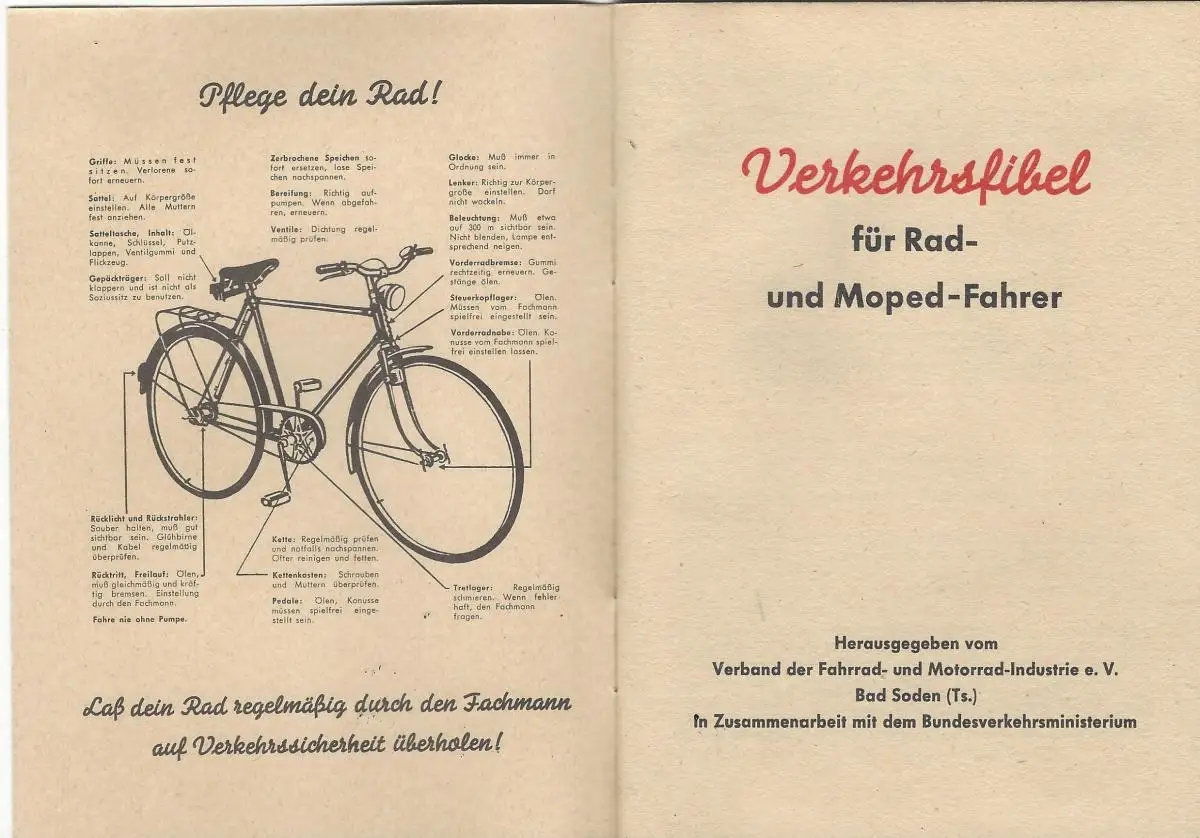 Pflege dein Rad!
Griffe: Müssen fest
sitzen. Verlorene so-
fort erneuern.
Sattel: Auf Körpergröße
einstellen. Alle Muttern
fest anziehen.
Satteltasche, Inhalt: Öl-
kanne, Schlüssel, Putz-
lappen, Ventilgummi und
Flickzeug.
Gepäckträger: Soll nicht
klappern und ist nicht als
Soziussitz zu benutzen.
Zerbrochene Speichen so-
fort ersetzen, lose Spei-
chen nachspannen.
Bereifung: Richtig auf-
pumpen. Wenn abgefah-
ren, erneuern.
Ventile: Dichtung regel-
mäßig prüfen.
Glocke: Muß immer in
Ordnung sein.
Lenker: Richtig zur Körper-
größe einstellen. Darf
nicht wackeln.
Beleuchtung: Muß etwa
auf 300 m sichtbar sein.
Nicht blenden, Lampe ent-
sprechend neigen.
Vorderradbremse: Gummi
rechtzeitig erneuern. Ge-
stänge ölen.
Steuerkopflager: Ölen.
Müssen vom Fachmann
spielfrei eingestellt sein.
Vorderradnabe: Ölen. Ko-
nusse vom Fachmann spiel-
frei einstellen lassen.
Rücklicht und Rückstrahler:
Sauber halten, muß gut
sichtbar sein. Glühbirne
und Kabel regelmäßig
überprüfen.
Rücktritt, Freilauf: Ölen,
muß gleichmäßig und kräf-
tig bremsen. Einstellung
durch den Fachmann.
Fahre nie ohne Pumpe.
Kette: Regelmäßig prüfen
und notfalls nachspannen.
Öfter reinigen und fetten.
Kettenkasten: Schrauben
und Muttern überprüfen.
Pedale: Ölen, Konusse
müssen spielfrei einge-
stellt sein.
Tretlager: Regelmäßig
schmieren. Wenn fehler-
haft, den Fachmann
fragen.
Laß dein Rad regelmäßig durch den Fachmann
auf Verkehrssicherheit überholen!
Verkehrsfibel
für Rad-
und Moped-Fahrer
Herausgegeben vom
Verband der Fahrrad- und Motorrad-Industrie e. V.
Bad Soden (Ts.)
In Zusammenarbeit mit dem Bundesverkehrsministerium